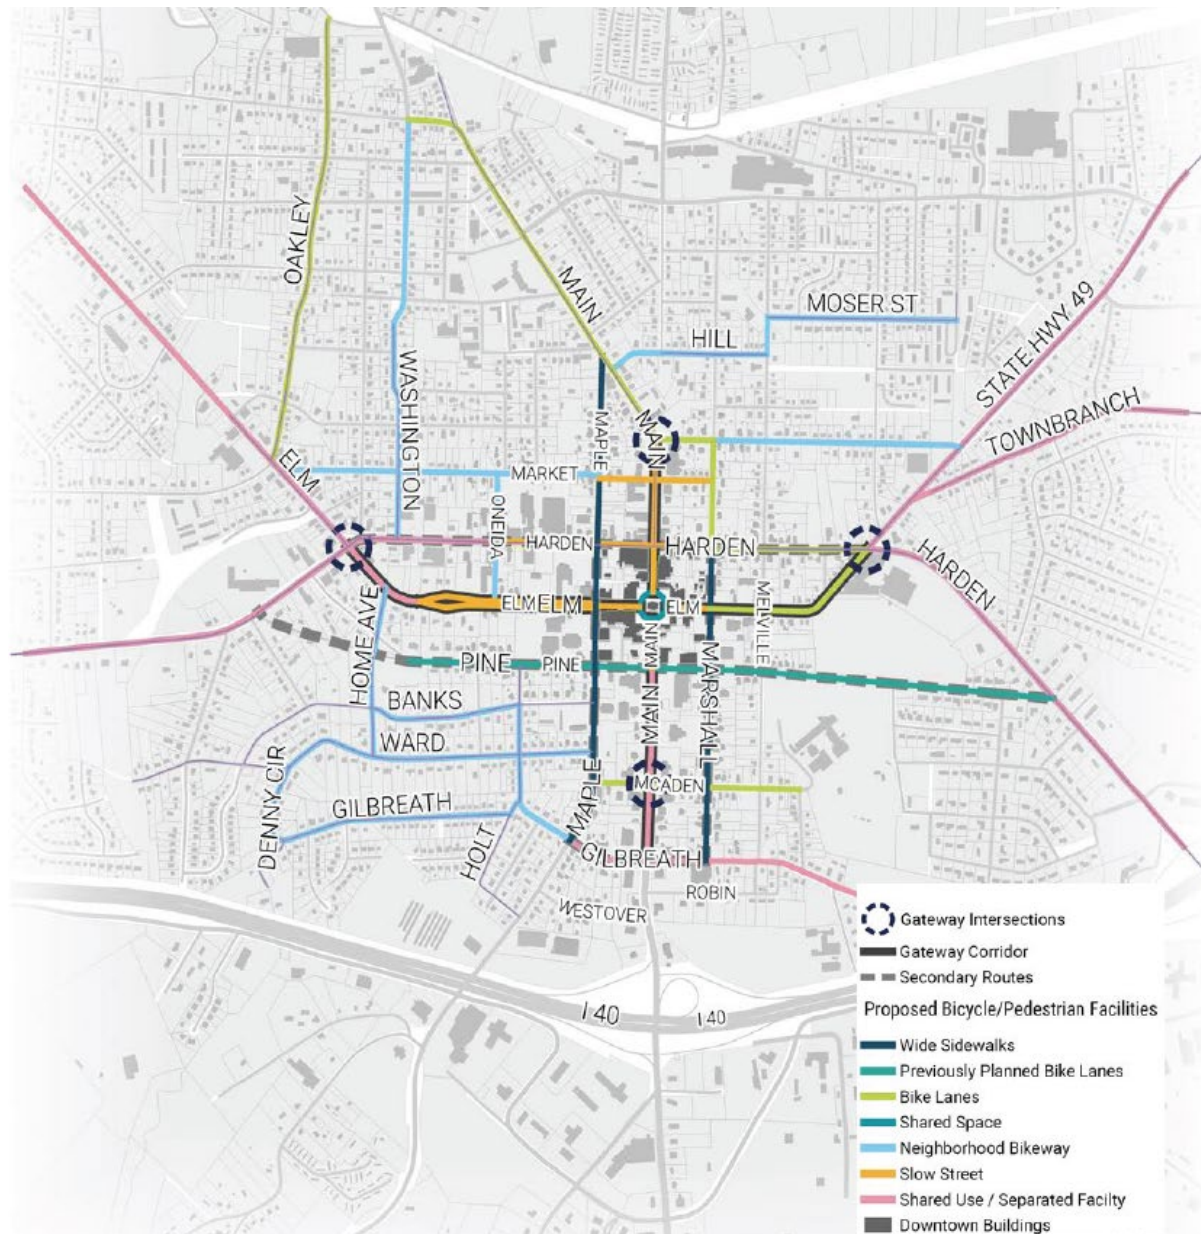 OAKLEY
MAIN
MOSER ST
HILL
STATE HWY 49
WASHINGTON
MAPLE
MAIN
TOWNBRANCH
ELM
MARKET
ONEIDA
HARDEN
HARDEN
HARDEN
ELM
ELM
ELM
MELVILLE
HOME AVE
MAIN
PINE
PINE
MAIN
MARSHALL
BANKS
WARD
MCADEN
DENNY CIR
GILBREATH
MAPLE
HOLT
GILBREATH
ROBIN
WESTOVER
I 40
I 40
Gateway Intersections
Gateway Corridor
Secondary Routes
Proposed Bicycle/Pedestrian Facilities
Wide Sidewalks
Previously Planned Bike Lanes
Bike Lanes
Shared Space
Neighborhood Bikeway
Slow Street
Shared Use / Separated Facilty
Downtown Buildings